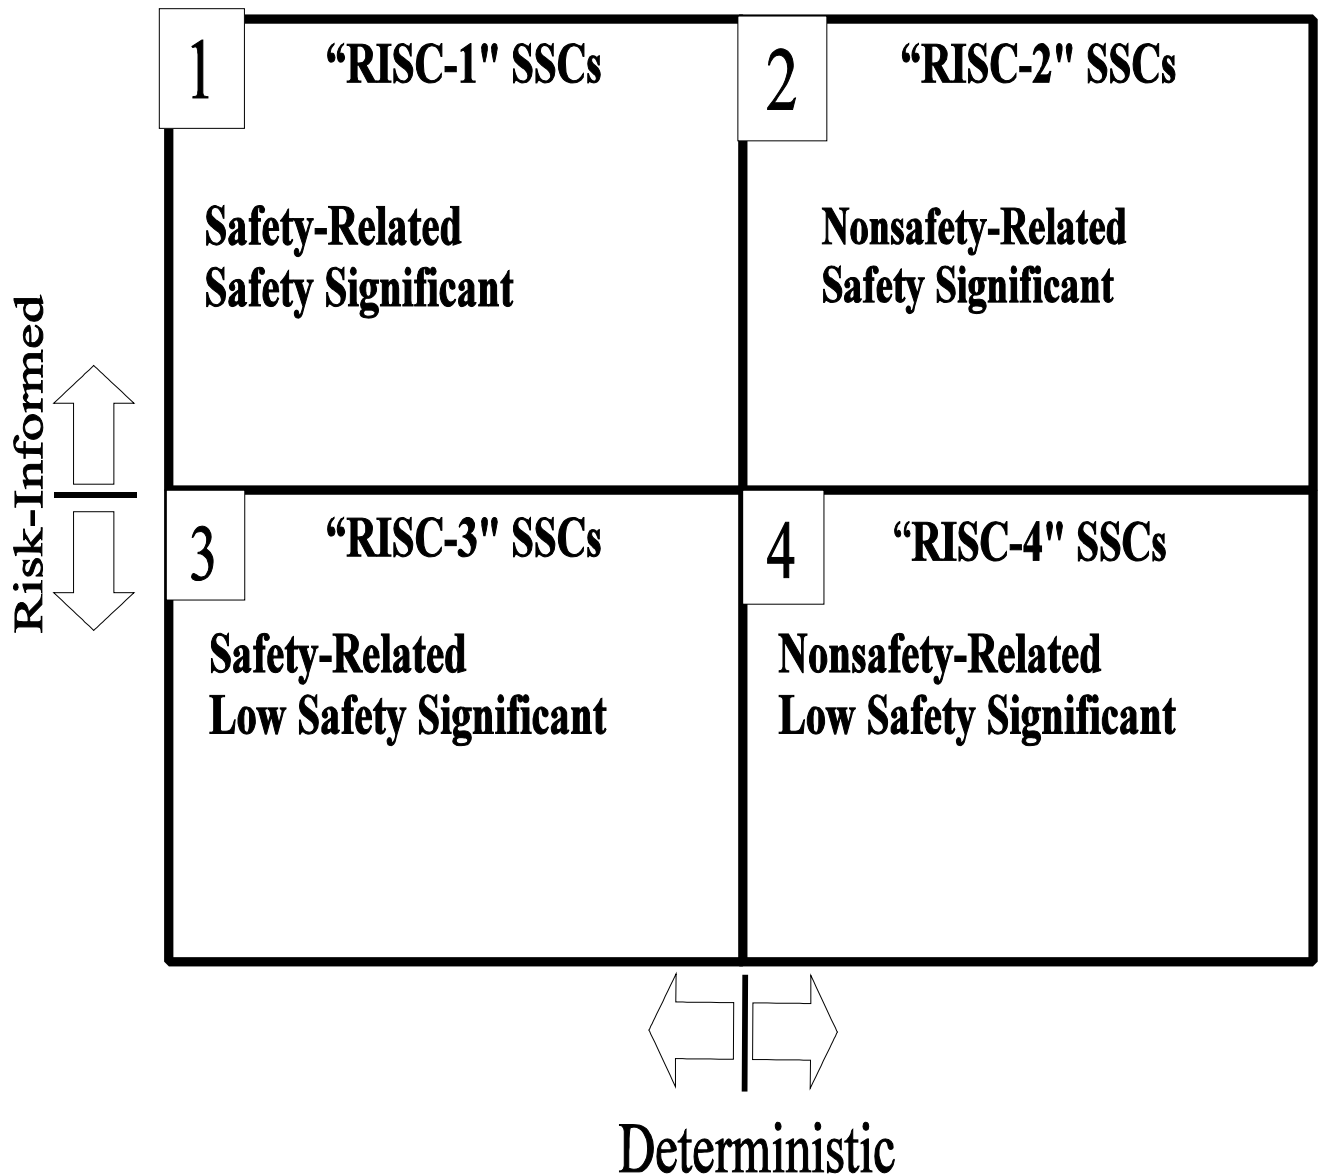 1
“RISC-1" SSCs
Safety-Related
Safety Significant
2
“RISC-2" SSCs
Nonsafety-Related
Safety Significant
Risk-Informed
3
“RISC-3" SSCs
Safety-Related
Low Safety Significant
4
“RISC-4" SSCs
Nonsafety-Related
Low Safety Significant
Deterministic